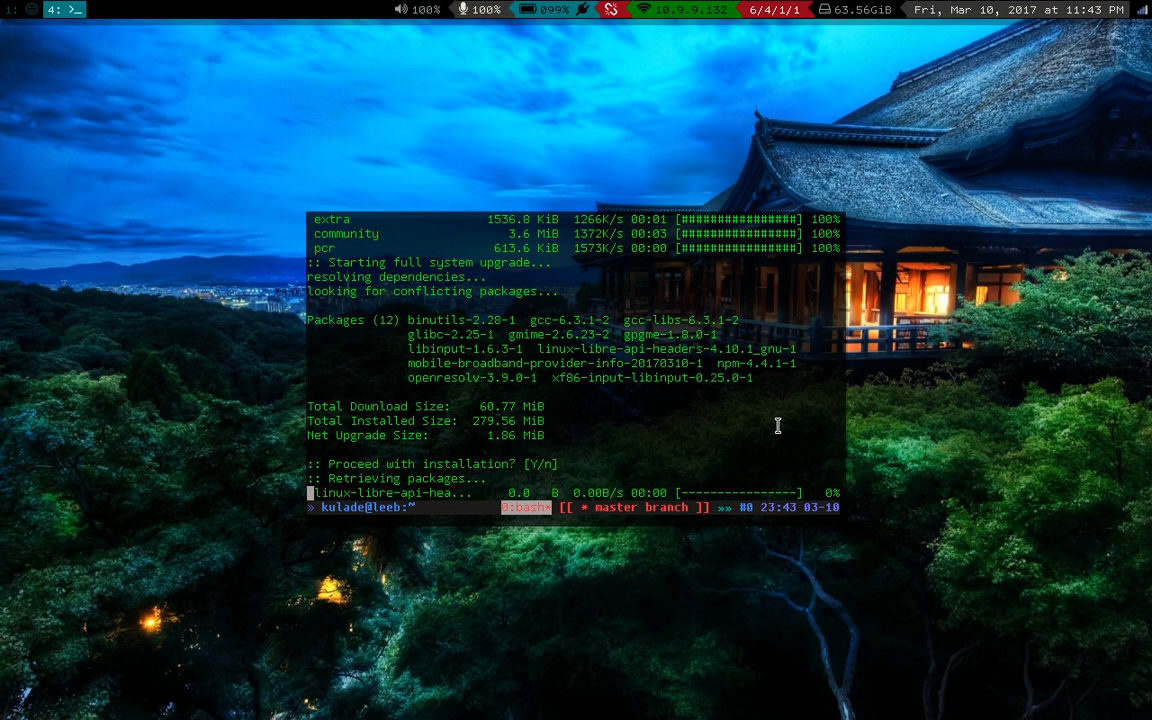 1: 4: >_ 100% 100% 099% 10.9.9.132 6/4/1/1 63.56GiB Fri, Mar 10, 2017 at 11:43 PM
extra 1536.8 KiB 1266K/s 00:01 [################] 100%
community 3.6 MiB 1372K/s 00:03 [################] 100%
pcr 613.6 KiB 1573K/s 00:00 [################] 100%
:: Starting full system upgrade...
resolving dependencies...
looking for conflicting packages...
Packages (12) binutils-2.28-1 gcc-6.3.1-2 gcc-libs-6.3.1-2
glibc-2.25-1 gmime-2.6.23-2 gpgme-1.8.0-1
libinput-1.6.3-1 linux-libre-api-headers-4.10.1_gnu-1
mobile-broadband-provider-info-20170310-1 npm-4.4.1-1
openresolv-3.9.0-1 xf86-input-libinput-0.25.0-1
Total Download Size: 60.77 MiB
Total Installed Size: 279.56 MiB
Net Upgrade Size: 1.86 MiB
:: Proceed with installation? [Y/n]
:: Retrieving packages...
linux-libre-api-hea... 0.0 B 0.00B/s 00:00 [----------------] 0%
» kulade@leeb:~ 0:bash* [[ * master branch ]] »» #0 23:43 03-10